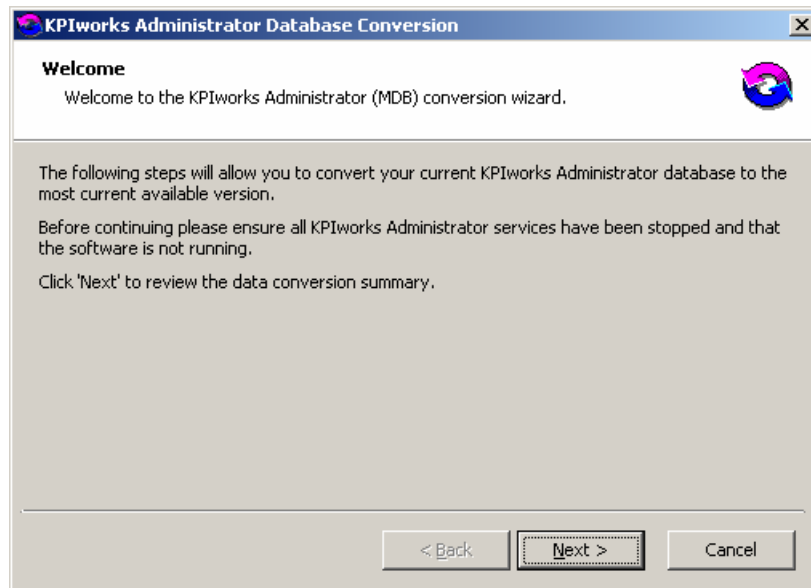 KPIworks Administrator Database Conversion
Welcome
Welcome to the KPIworks Administrator (MDB) conversion wizard.
The following steps will allow you to convert your current KPIworks Administrator database to the
most current available version.
Before continuing please ensure all KPIworks Administrator services have been stopped and that
the software is not running.
Click 'Next' to review the data conversion summary.
< Back
Next >
Cancel